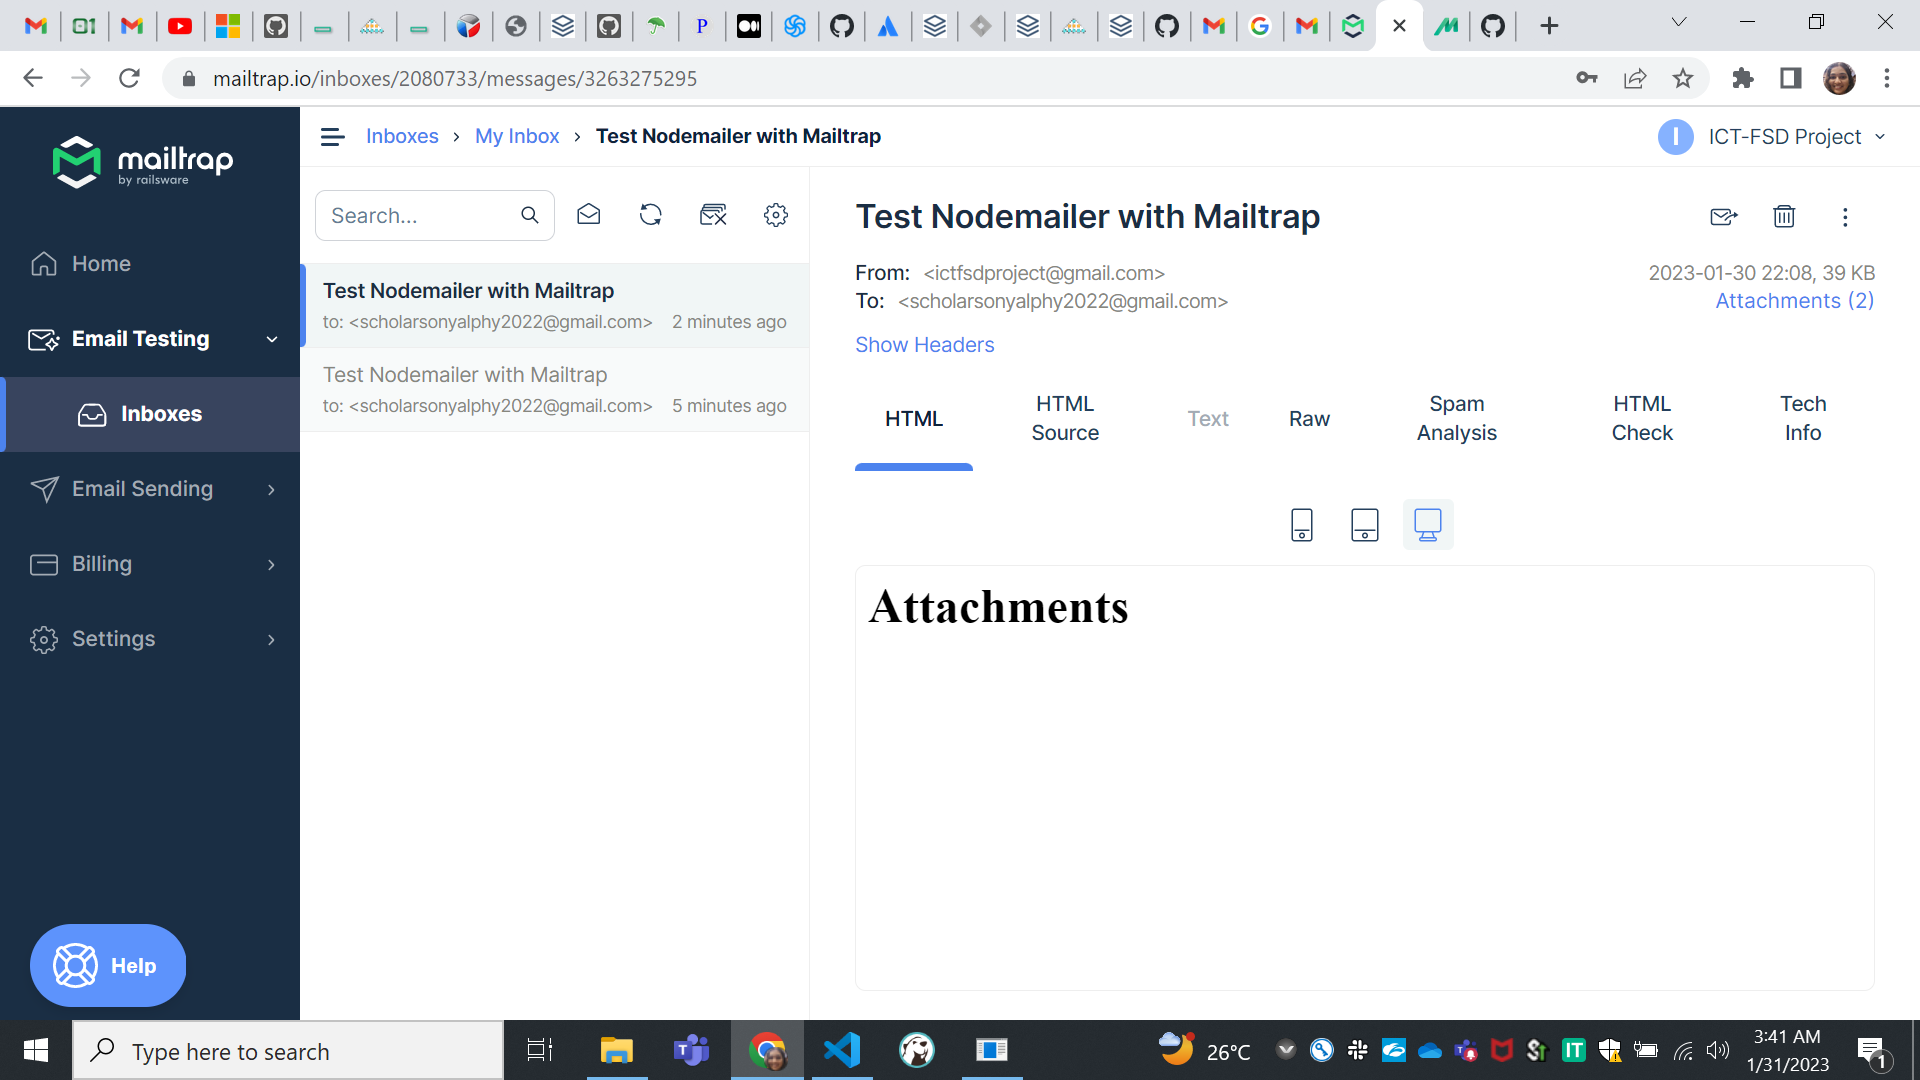 mailtrap.io/inboxes/2080733/messages/3263275295
mailtrap
by railsware
Home
Email Testing
Inboxes
Email Sending
Billing
Settings
Help
Inboxes › My Inbox › Test Nodemailer with Mailtrap
I ICT-FSD Project
Search...
Test Nodemailer with Mailtrap
to: <scholarsonyalphy2022@gmail.com> 2 minutes ago
Test Nodemailer with Mailtrap
to: <scholarsonyalphy2022@gmail.com> 5 minutes ago
Test Nodemailer with Mailtrap
From: <ictfsdproject@gmail.com>
2023-01-30 22:08, 39 KB
To: <scholarsonyalphy2022@gmail.com>
Attachments (2)
Show Headers
HTML
HTML
Source
Text
Raw
Spam
Analysis
HTML
Check
Tech
Info
Attachments
Type here to search
26°C
3:41 AM
1/31/2023
1